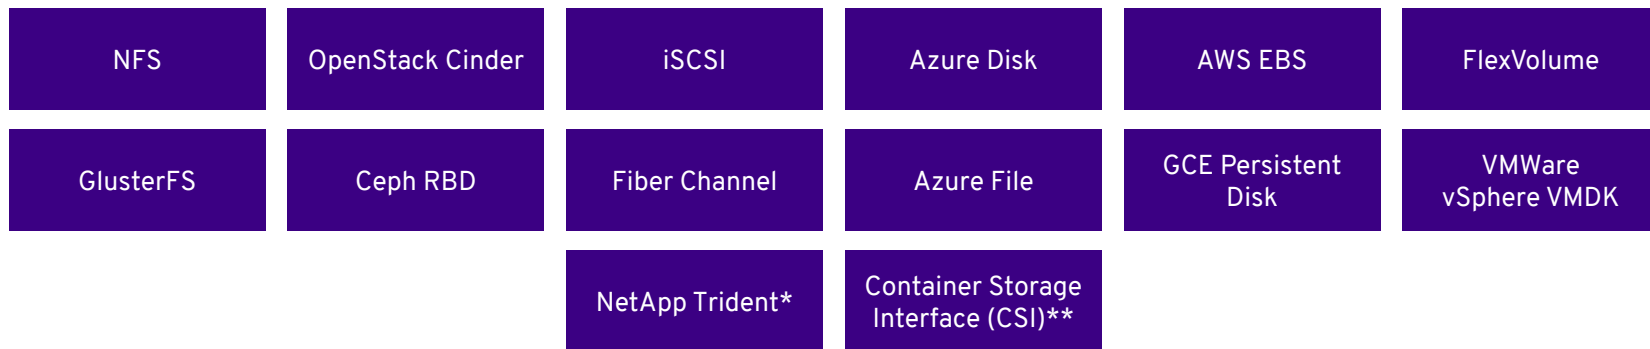 NFS
OpenStack Cinder
iSCSI
Azure Disk
AWS EBS
FlexVolume
GlusterFS
Ceph RBD
Fiber Channel
Azure File
GCE Persistent
Disk
VMWare
vSphere VMDK
NetApp Trident*
Container Storage
Interface (CSI)**